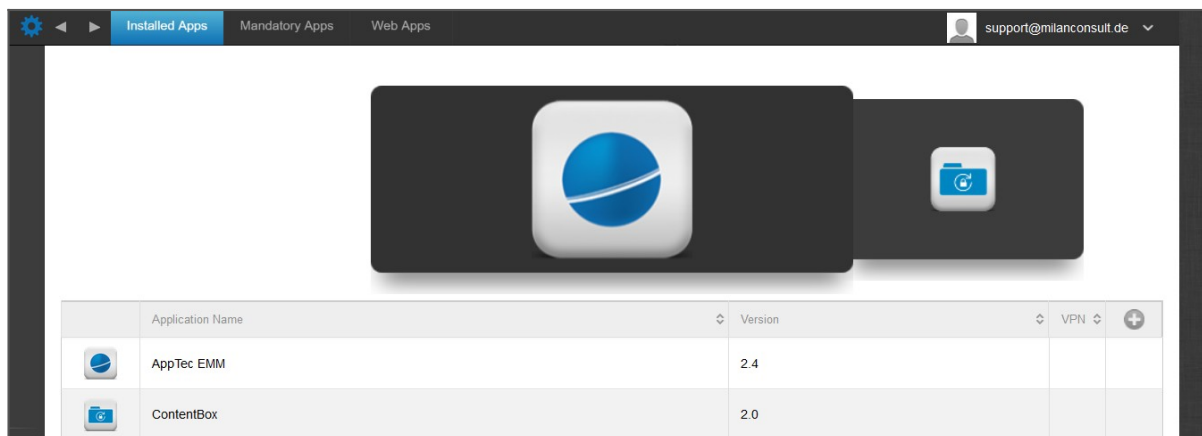 Installed Apps Mandatory Apps Web Apps support@milanconsult.de
Application Name Version VPN
AppTec EMM 2.4
ContentBox 2.0